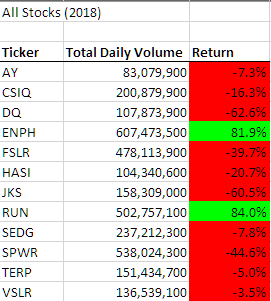 All Stocks (2018)
Ticker Total Daily Volume Return
AY 83,079,900 -7.3%
CSIQ 200,879,900 -16.3%
DQ 107,873,900 -62.6%
ENPH 607,473,500 81.9%
FSLR 478,113,900 -39.7%
HASI 104,340,600 -20.7%
JKS 158,309,000 -60.5%
RUN 502,757,100 84.0%
SEDG 237,212,300 -7.8%
SPWR 538,024,300 -44.6%
TERP 151,434,700 -5.0%
VSLR 136,539,100 -3.5%